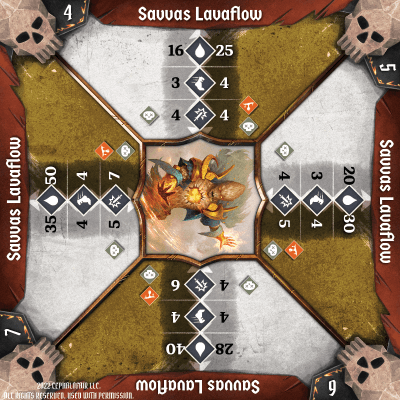 4
Savvas Lavaflow
16 25
3 4
4 4
5
Savvas Lavaflow
20 30
3 4
4 5
6
Savvas Lavaflow
28 40
4 4
4 6
7
Savvas Lavaflow
35 50
4 4
5 7
2022 CEPHALOFAIR LLC.
ALL RIGHTS RESERVED. USED WITH PERMISSION.